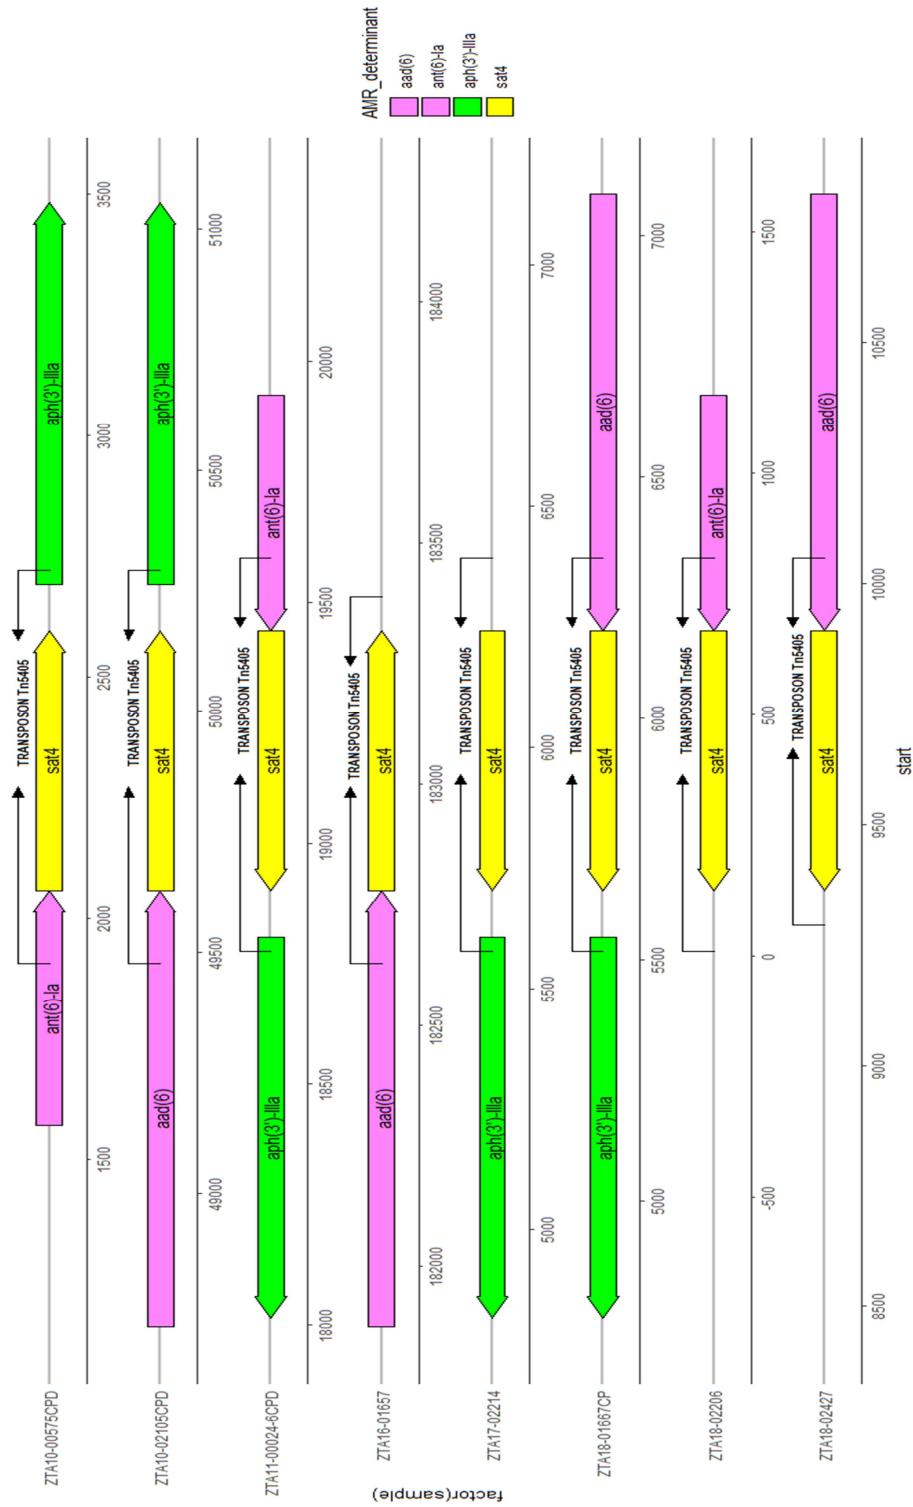 ZTA10-00575CPD
TRANSPOSON Tn5405
ant(6)-Ia sat4 aph(3')-IIIa
1500 2000 2500 3000 3500
ZTA10-02105CPD
TRANSPOSON Tn5405
aad(6) sat4 aph(3')-IIIa
49000 49500 50000 50500 51000
ZTA11-00024-6CPD
TRANSPOSON Tn5405
aph(3')-IIIa sat4 ant(6)-Ia
18000 18500 19000 19500 20000
ZTA16-01657
TRANSPOSON Tn5405
aad(6) sat4
182000 182500 183000 183500 184000
ZTA17-02214
TRANSPOSON Tn5405
aph(3')-IIIa sat4
5000 5500 6000 6500 7000
ZTA18-01667CP
TRANSPOSON Tn5405
aph(3')-IIIa sat4 aad(6)
5000 5500 6000 6500 7000
ZTA18-02206
TRANSPOSON Tn5405
sat4 ant(6)-Ia
-500 0 500 1000 1500
ZTA18-02427
TRANSPOSON Tn5405
sat4 aad(6)
8500 9000 9500 10000 10500
start
factor(sample)
AMR_determinant
aad(6)
ant(6)-Ia
aph(3')-IIIa
sat4